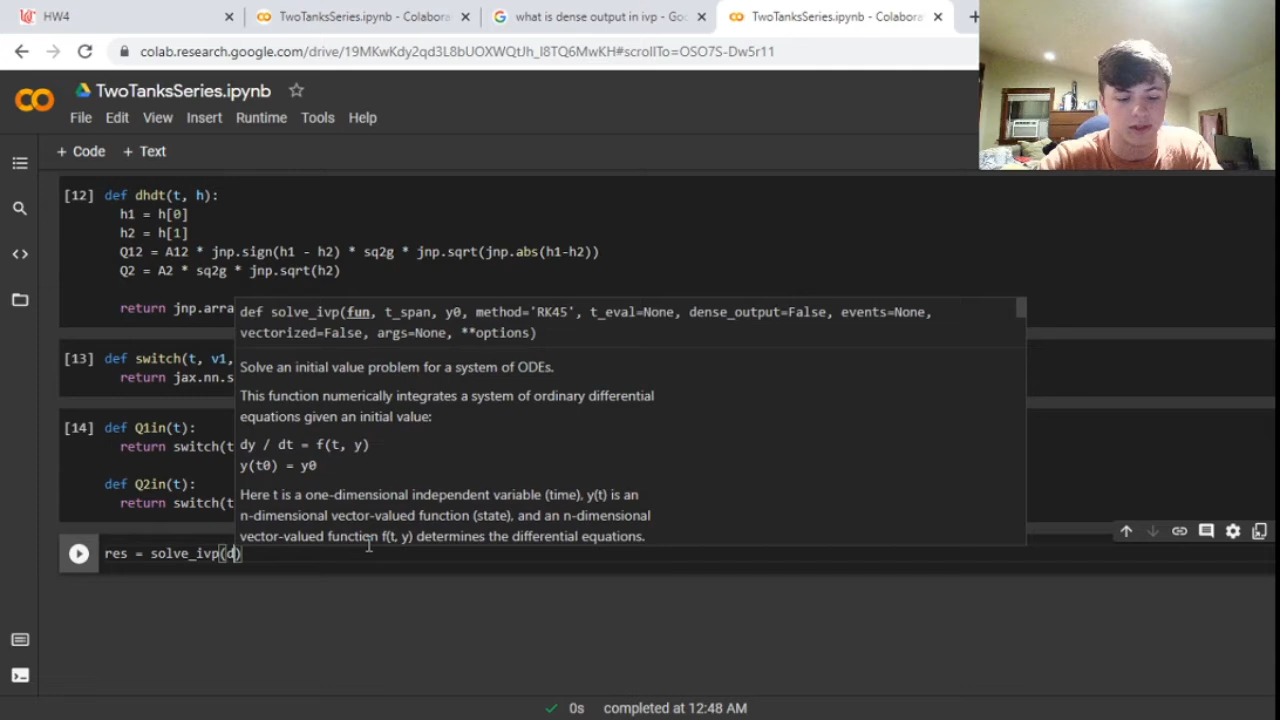 HW4
TwoTanksSeries.ipynb - Colabora
what is dense output in ivp - Goo
TwoTanksSeries.ipynb - Colabora
colab.research.google.com/drive/19MKwKdy2qd3L8bUOXWQtJh_l8TQ6MwKH#scrollTo=OSO7S-Dw5r11
TwoTanksSeries.ipynb
File Edit View Insert Runtime Tools Help
+ Code + Text
[12] def dhdt(t, h):
h1 = h[0]
h2 = h[1]
Q12 = A12 * jnp.sign(h1 - h2) * sq2g * jnp.sqrt(jnp.abs(h1-h2))
Q2 = A2 * sq2g * jnp.sqrt(h2)
return jnp.arra
def solve_ivp(fun, t_span, y0, method='RK45', t_eval=None, dense_output=False, events=None,
vectorized=False, args=None, **options)
Solve an initial value problem for a system of ODEs.
This function numerically integrates a system of ordinary differential
equations given an initial value:
dy / dt = f(t, y)
y(t0) = y0
Here t is a one-dimensional independent variable (time), y(t) is an
n-dimensional vector-valued function (state), and an n-dimensional
vector-valued function f(t, y) determines the differential equations.
[13] def switch(t, v1,
return jax.nn.s
[14] def Q1in(t):
return switch(t
def Q2in(t):
return switch(t
res = solve_ivp(d)
0s completed at 12:48 AM